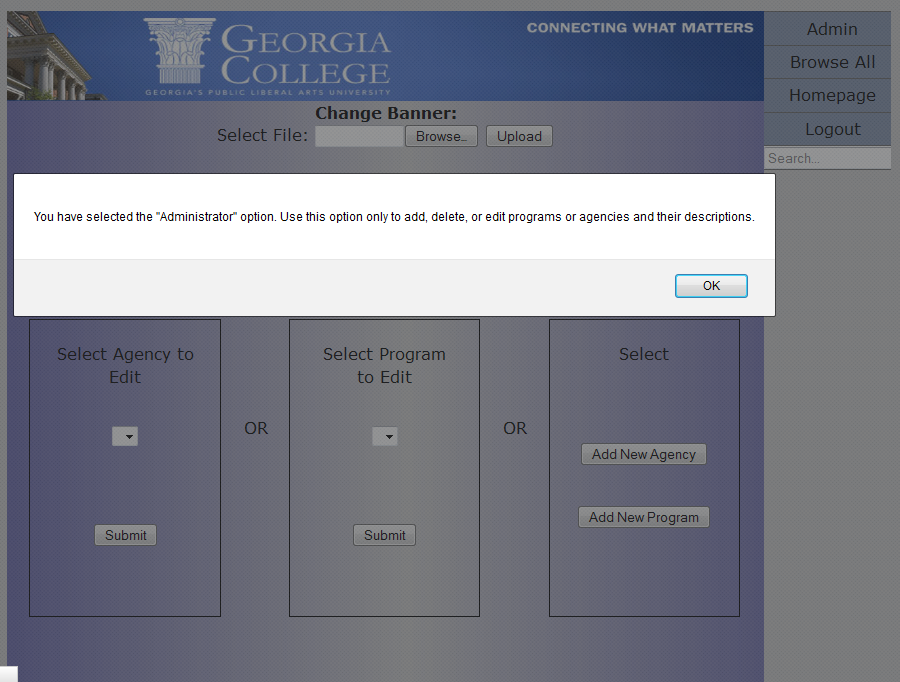 GEORGIA
COLLEGE
GEORGIA'S PUBLIC LIBERAL ARTS UNIVERSITY
CONNECTING WHAT MATTERS
Admin
Browse All
Homepage
Logout
Search...
Change Banner:
Select File: Browse.. Upload
You have selected the "Administrator" option. Use this option only to add, delete, or edit programs or agencies and their descriptions.
OK
Select Agency to
Edit
Submit
OR
Select Program
to Edit
Submit
OR
Select
Add New Agency
Add New Program